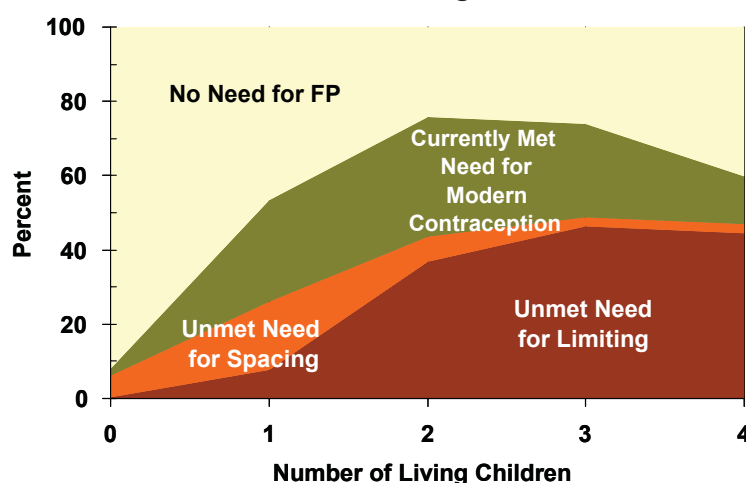 100
80
60
40
20
0
Percent
No Need for FP
Currently Met
Need for
Modern
Contraception
Unmet Need
for Spacing
Unmet Need
for Limiting
0 1 2 3 4
Number of Living Children